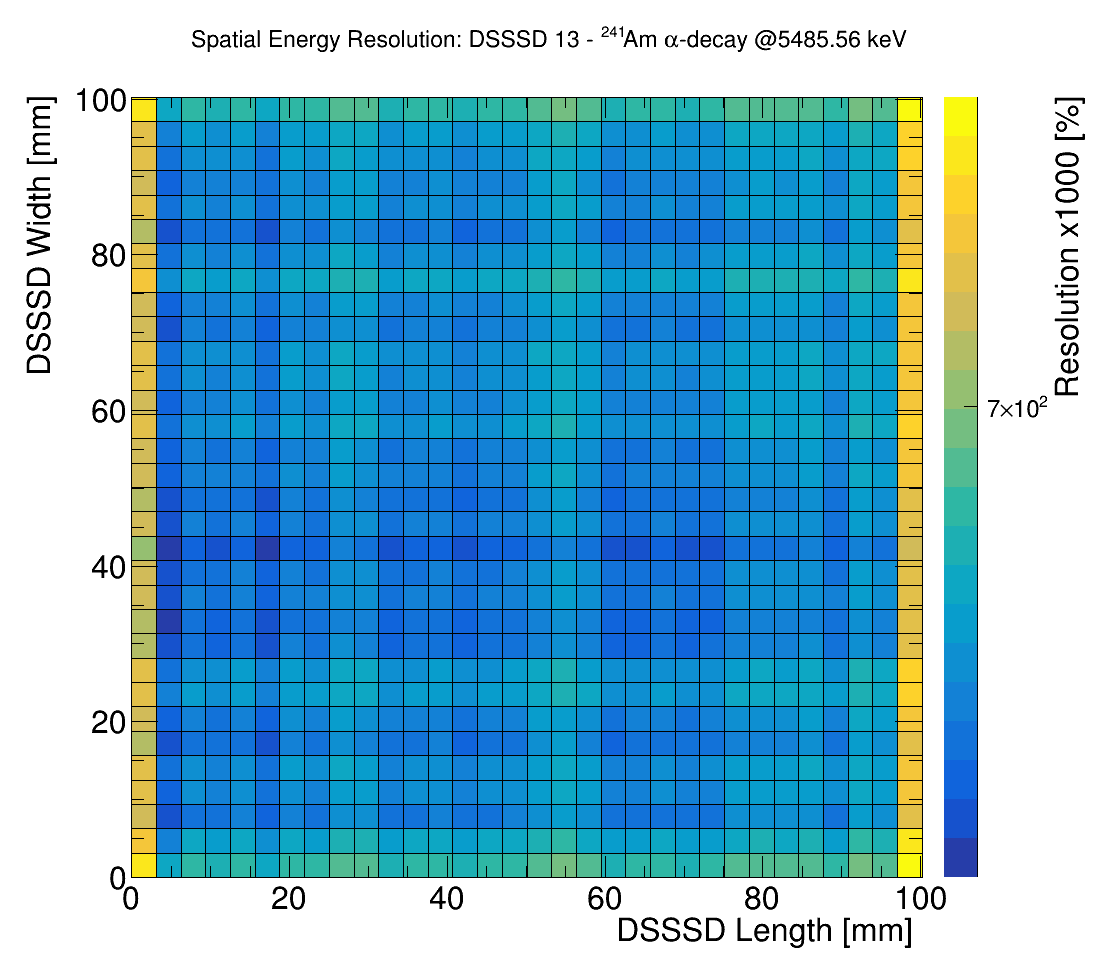 Spatial Energy Resolution: DSSSD 13 - ²⁴¹Am α-decay @5485.56 keV
DSSSD Width [mm]
100
80
60
40
20
0
0 20 40 60 80 100
DSSSD Length [mm]
7×10²
Resolution x1000 [%]